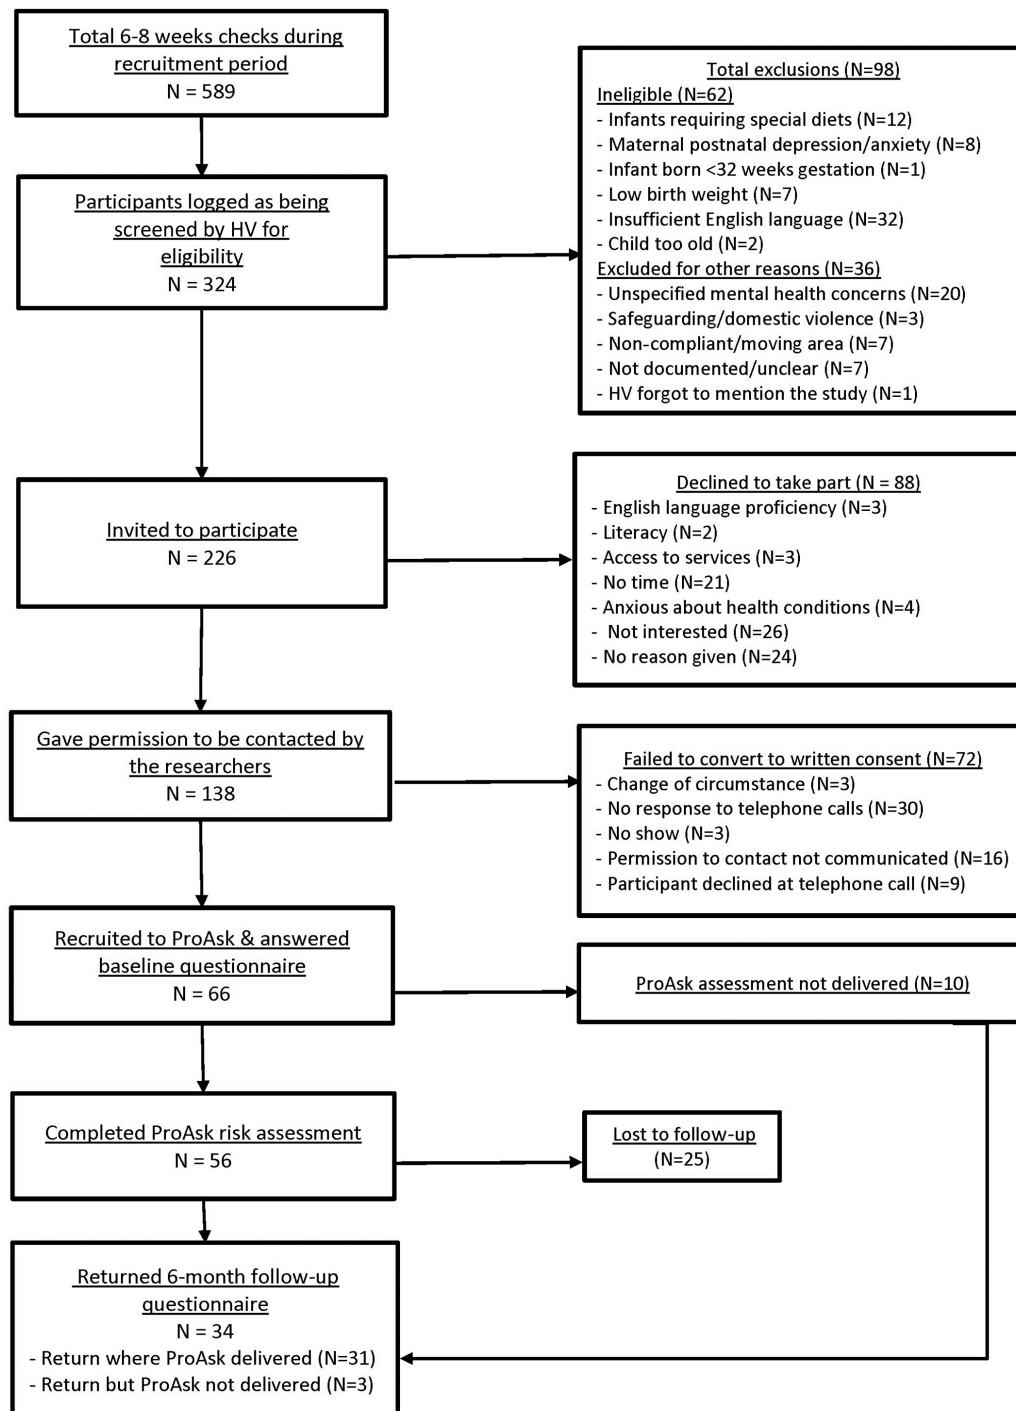 Total 6-8 weeks checks during
recruitment period
N = 589
Total exclusions (N=98)
Ineligible (N=62)
- Infants requiring special diets (N=12)
- Maternal postnatal depression/anxiety (N=8)
- Infant born <32 weeks gestation (N=1)
- Low birth weight (N=7)
- Insufficient English language (N=32)
- Child too old (N=2)
Excluded for other reasons (N=36)
- Unspecified mental health concerns (N=20)
- Safeguarding/domestic violence (N=3)
- Non-compliant/moving area (N=7)
- Not documented/unclear (N=7)
- HV forgot to mention the study (N=1)
Participants logged as being
screened by HV for
eligibility
N = 324
Invited to participate
N = 226
Declined to take part (N = 88)
- English language proficiency (N=3)
- Literacy (N=2)
- Access to services (N=3)
- No time (N=21)
- Anxious about health conditions (N=4)
- Not interested (N=26)
- No reason given (N=24)
Gave permission to be contacted by
the researchers
N = 138
Failed to convert to written consent (N=72)
- Change of circumstance (N=3)
- No response to telephone calls (N=30)
- No show (N=3)
- Permission to contact not communicated (N=16)
- Participant declined at telephone call (N=9)
Recruited to ProAsk & answered
baseline questionnaire
N = 66
ProAsk assessment not delivered (N=10)
Completed ProAsk risk assessment
N = 56
Lost to follow-up
(N=25)
Returned 6-month follow-up
questionnaire
N = 34
- Return where ProAsk delivered (N=31)
- Return but ProAsk not delivered (N=3)